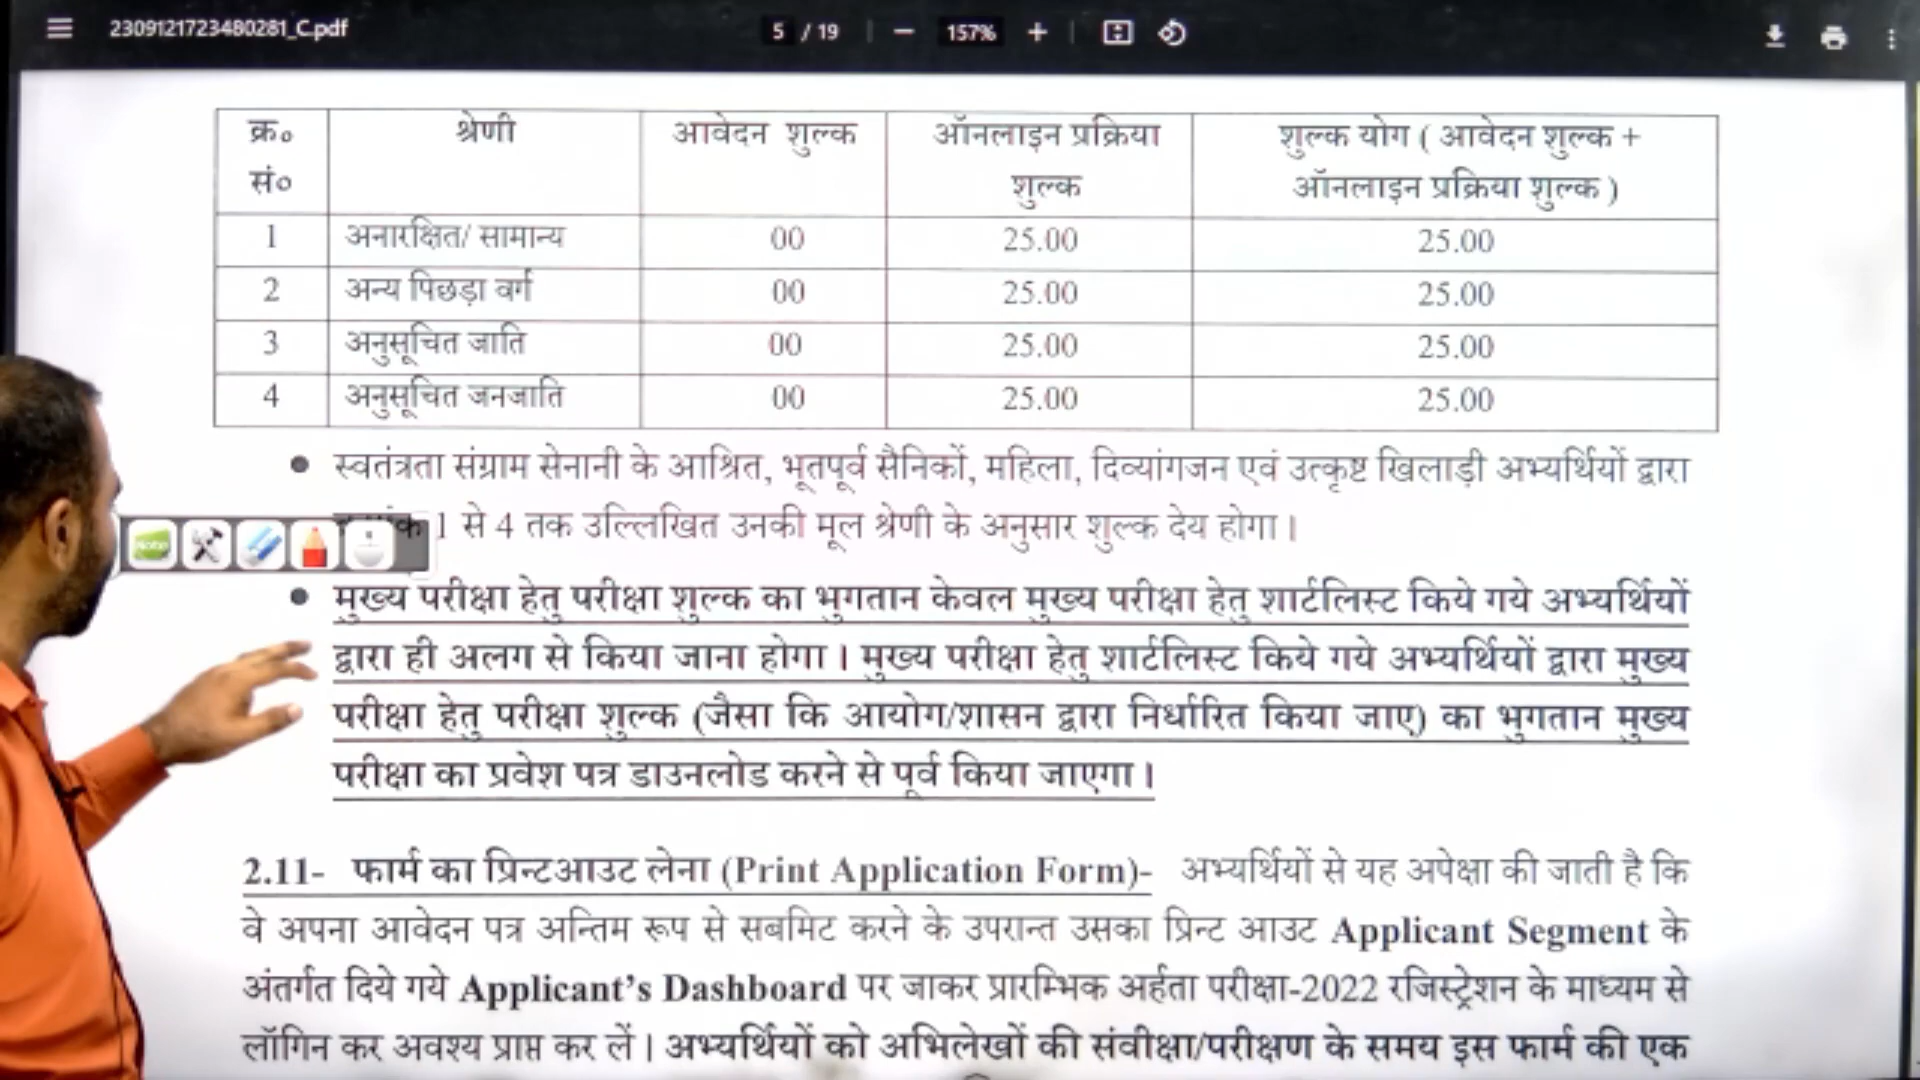 2309121723480281_C.pdf
5 / 19
157%
क्र० सं० श्रेणी आवेदन शुल्क ऑनलाइन प्रक्रिया शुल्क शुल्क योग ( आवेदन शुल्क + ऑनलाइन प्रक्रिया शुल्क )
1 अनारक्षित/ सामान्य 00 25.00 25.00
2 अन्य पिछड़ा वर्ग 00 25.00 25.00
3 अनुसूचित जाति 00 25.00 25.00
4 अनुसूचित जनजाति 00 25.00 25.00
• स्वतंत्रता संग्राम सेनानी के आश्रित, भूतपूर्व सैनिकों, महिला, दिव्यांगजन एवं उत्कृष्ट खिलाड़ी अभ्यर्थियों द्वारा
1 से 4 तक उल्लिखित उनकी मूल श्रेणी के अनुसार शुल्क देय होगा।
• मुख्य परीक्षा हेतु परीक्षा शुल्क का भुगतान केवल मुख्य परीक्षा हेतु शार्टलिस्ट किये गये अभ्यर्थियों
द्वारा ही अलग से किया जाना होगा। मुख्य परीक्षा हेतु शार्टलिस्ट किये गये अभ्यर्थियों द्वारा मुख्य
परीक्षा हेतु परीक्षा शुल्क (जैसा कि आयोग/शासन द्वारा निर्धारित किया जाए) का भुगतान मुख्य
परीक्षा का प्रवेश पत्र डाउनलोड करने से पूर्व किया जाएगा।
2.11- फार्म का प्रिन्टआउट लेना (Print Application Form)- अभ्यर्थियों से यह अपेक्षा की जाती है कि
वे अपना आवेदन पत्र अन्तिम रूप से सबमिट करने के उपरान्त उसका प्रिन्ट आउट Applicant Segment के
अंतर्गत दिये गये Applicant’s Dashboard पर जाकर प्रारम्भिक अर्हता परीक्षा-2022 रजिस्ट्रेशन के माध्यम से
लॉगिन कर अवश्य प्राप्त कर लें। अभ्यर्थियों को अभिलेखों की संवीक्षा/परीक्षण के समय इस फार्म की एक